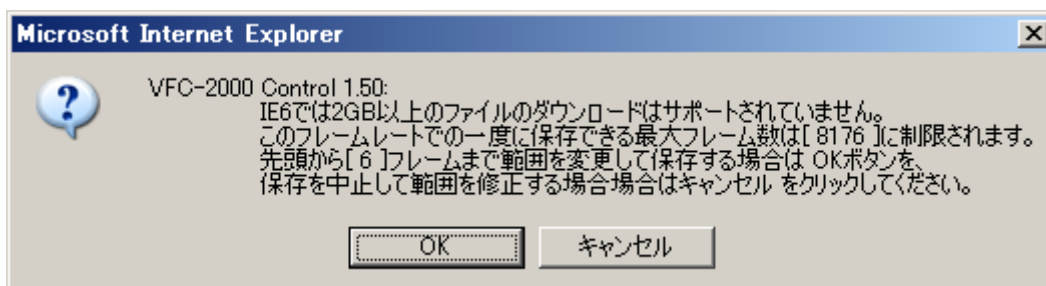 Microsoft Internet Explorer
VFC-2000 Control 1.50:
IE6では2GB以上のファイルのダウンロードはサポートされていません。
このフレームレートでの一度に保存できる最大フレーム数は[ 8176 ]に制限されます。
先頭から[ 6 ]フレームまで範囲を変更して保存する場合は OKボタンを、
保存を中止して範囲を修正する場合場合はキャンセル をクリックしてください。
OK
キャンセル